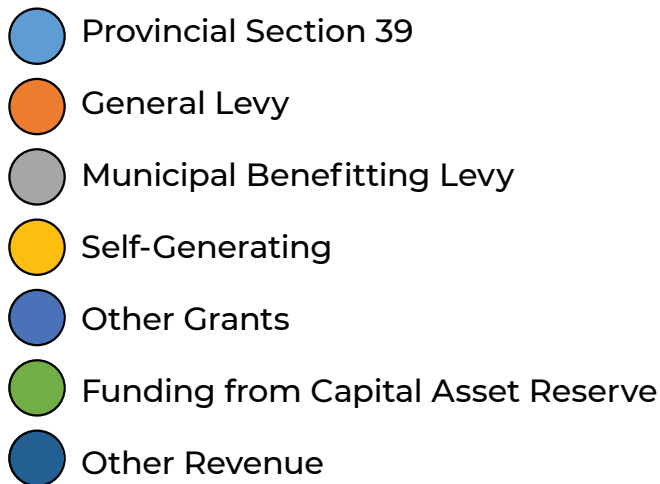 Provincial Section 39
General Levy
Municipal Benefitting Levy
Self-Generating
Other Grants
Funding from Capital Asset Reserve
Other Revenue